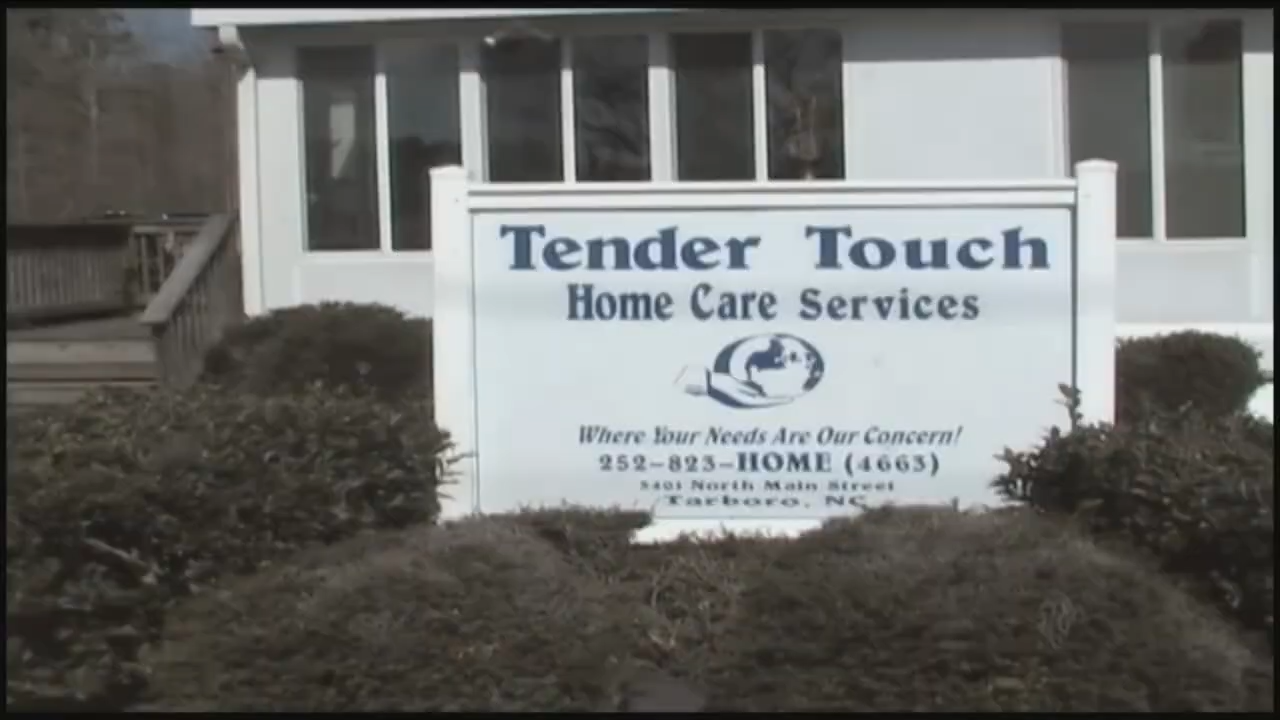 Tender Touch
Home Care Services
Where Your Needs Are Our Concern!
252-823-HOME (4663)
North Main Street
Tarboro, NC